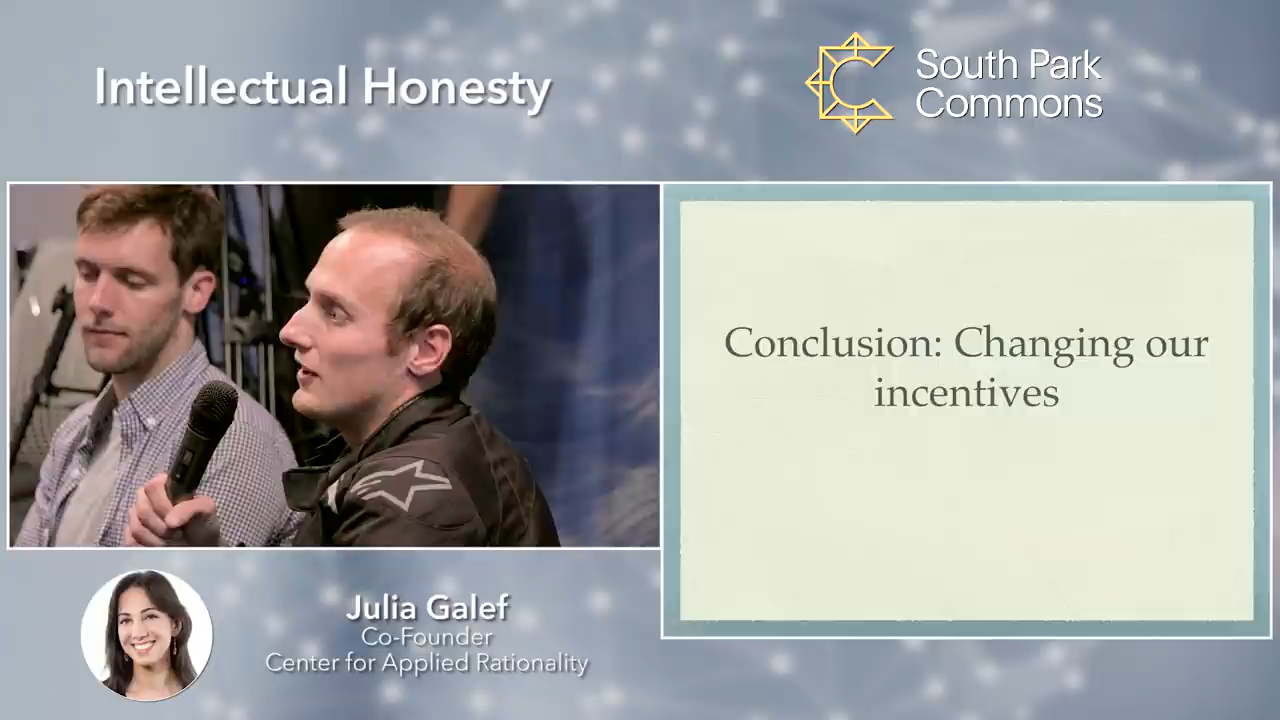 Intellectual Honesty
South Park
Commons
Conclusion: Changing our
incentives
Julia Galef
Co-Founder
Center for Applied Rationality